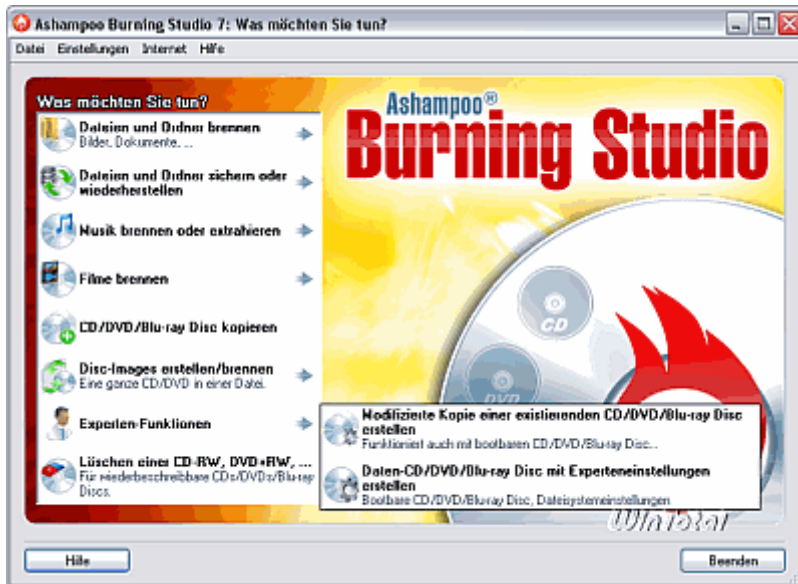 Ashampoo Burning Studio 7: Was möchten Sie tun?
Datei Einstellungen Internet Hilfe
Was möchten Sie tun?
Dateien und Ordner brennen
Bilder, Dokumente, ...
Dateien und Ordner sichern oder
wiederherstellen
Musik brennen oder extrahieren
Filme brennen
CD/DVD/Blu-ray Disc kopieren
Disc-Images erstellen/brennen
Eine ganze CD/DVD in einer Datei.
Experten-Funktionen
Löschen einer CD-RW, DVD+RW, ...
Für wiederbeschreibbare CDs/DVDs/Blu-ray
Discs.
Ashampoo®
Burning Studio
CD
DVD
Modifizierte Kopie einer existierenden CD/DVD/Blu-ray Disc
erstellen
Funktioniert auch mit bootbaren CD/DVD/Blu-ray Disc...
Daten-CD/DVD/Blu-ray Disc mit Experteneinstellungen
erstellen
Bootbare CD/DVD/Blu-ray Disc, Dateisystemeinstellungen
WinTotal
Hilfe
Beenden